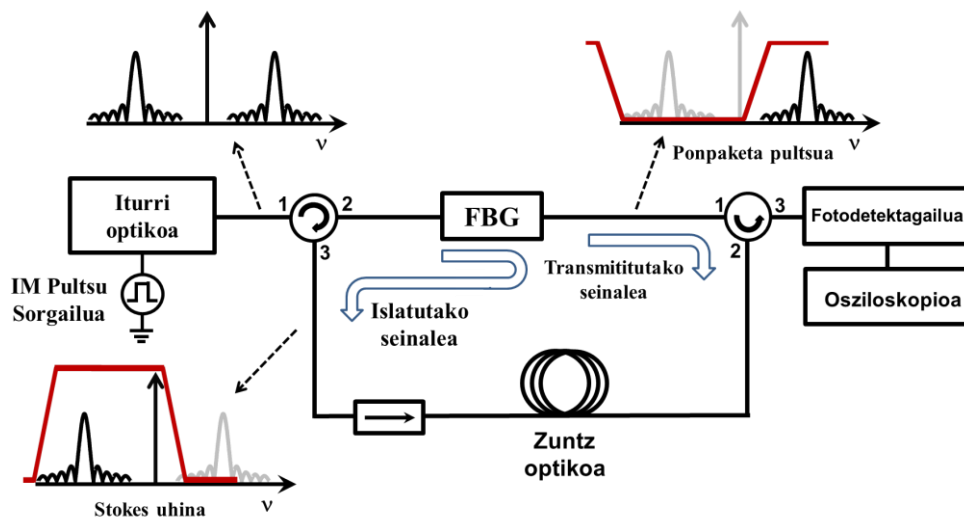 ν
ν
Ponpaketa pultsua
Iturri
optikoa
1
2
3
FBG
1
3
2
Fotodetektagailua
Osziloskopioa
IM Pultsu
Sorgailua
Islatutako
seinalea
Transmititutako
seinalea
Zuntz
optikoa
ν
Stokes uhina